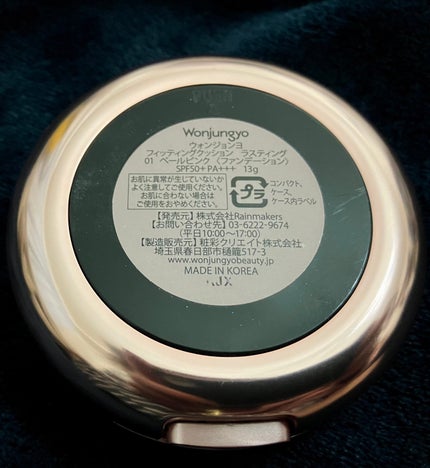 PUSH
Wonjungyo
ウォンジョンヨ
フィッティングクッション ラスティング
01 ペールピンク〈ファンデーション〉
SPF50+ PA+++ 13g
お肌に異常が生じていないか
よく注意してご使用ください。
お肌に合わない場合は
ご使用をおやめください。
プラ
コンパクト、
ケース、
ケース内ラベル
【発売元】株式会社Rainmakers
【お問い合わせ先】03-6222-9674
（平日10:00～17:00）
【製造販売元】粧彩クリエイト株式会社
埼玉県春日部市樋籠517-3
www.wonjungyobeauty.jp
MADE IN KOREA